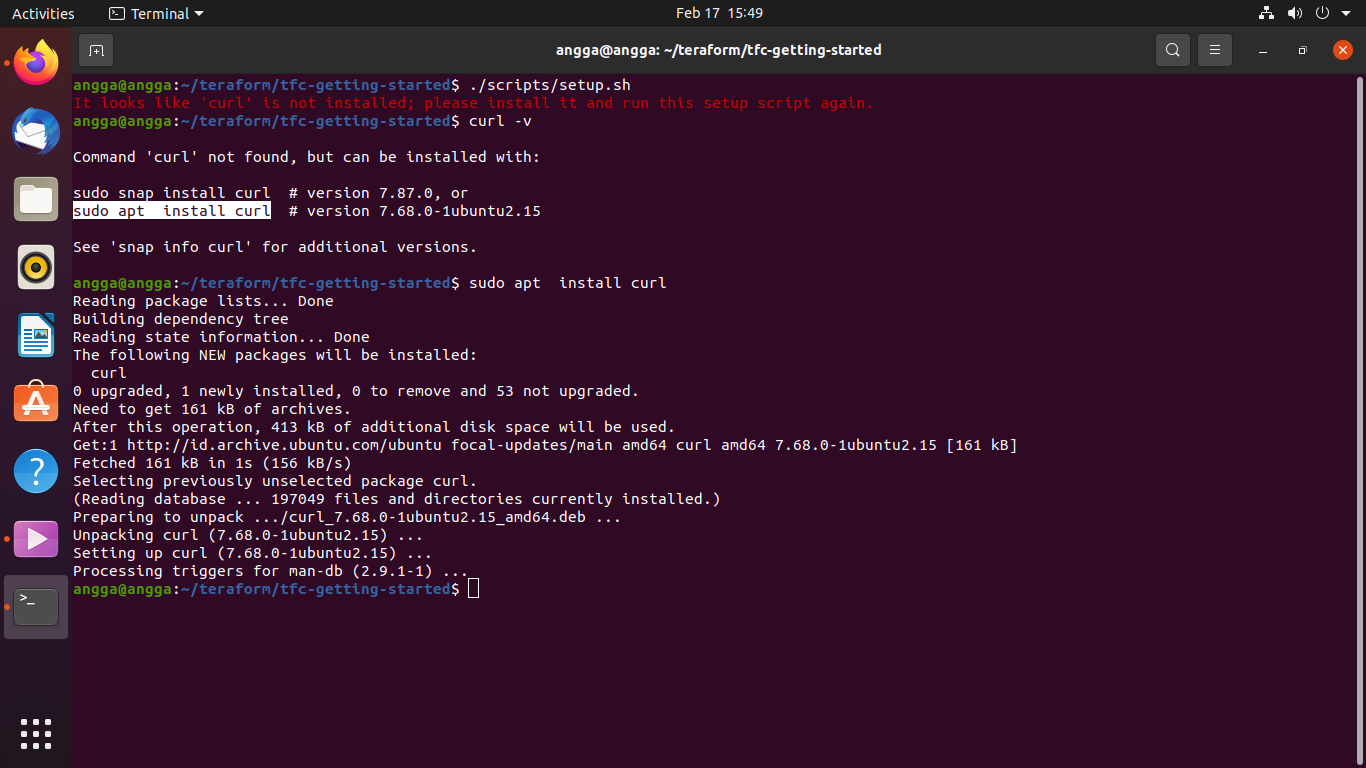 Activities
Terminal
Feb 17 15:49
angga@angga: ~/teraform/tfc-getting-started
angga@angga:~/teraform/tfc-getting-started$ ./scripts/setup.sh
It looks like 'curl' is not installed; please install it and run this setup script again.
angga@angga:~/teraform/tfc-getting-started$ curl -v
Command 'curl' not found, but can be installed with:
sudo snap install curl  # version 7.87.0, or
sudo apt  install curl  # version 7.68.0-1ubuntu2.15
See 'snap info curl' for additional versions.
angga@angga:~/teraform/tfc-getting-started$ sudo apt  install curl
Reading package lists... Done
Building dependency tree
Reading state information... Done
The following NEW packages will be installed:
  curl
0 upgraded, 1 newly installed, 0 to remove and 53 not upgraded.
Need to get 161 kB of archives.
After this operation, 413 kB of additional disk space will be used.
Get:1 http://id.archive.ubuntu.com/ubuntu focal-updates/main amd64 curl amd64 7.68.0-1ubuntu2.15 [161 kB]
Fetched 161 kB in 1s (156 kB/s)
Selecting previously unselected package curl.
(Reading database ... 197049 files and directories currently installed.)
Preparing to unpack .../curl_7.68.0-1ubuntu2.15_amd64.deb ...
Unpacking curl (7.68.0-1ubuntu2.15) ...
Setting up curl (7.68.0-1ubuntu2.15) ...
Processing triggers for man-db (2.9.1-1) ...
angga@angga:~/teraform/tfc-getting-started$